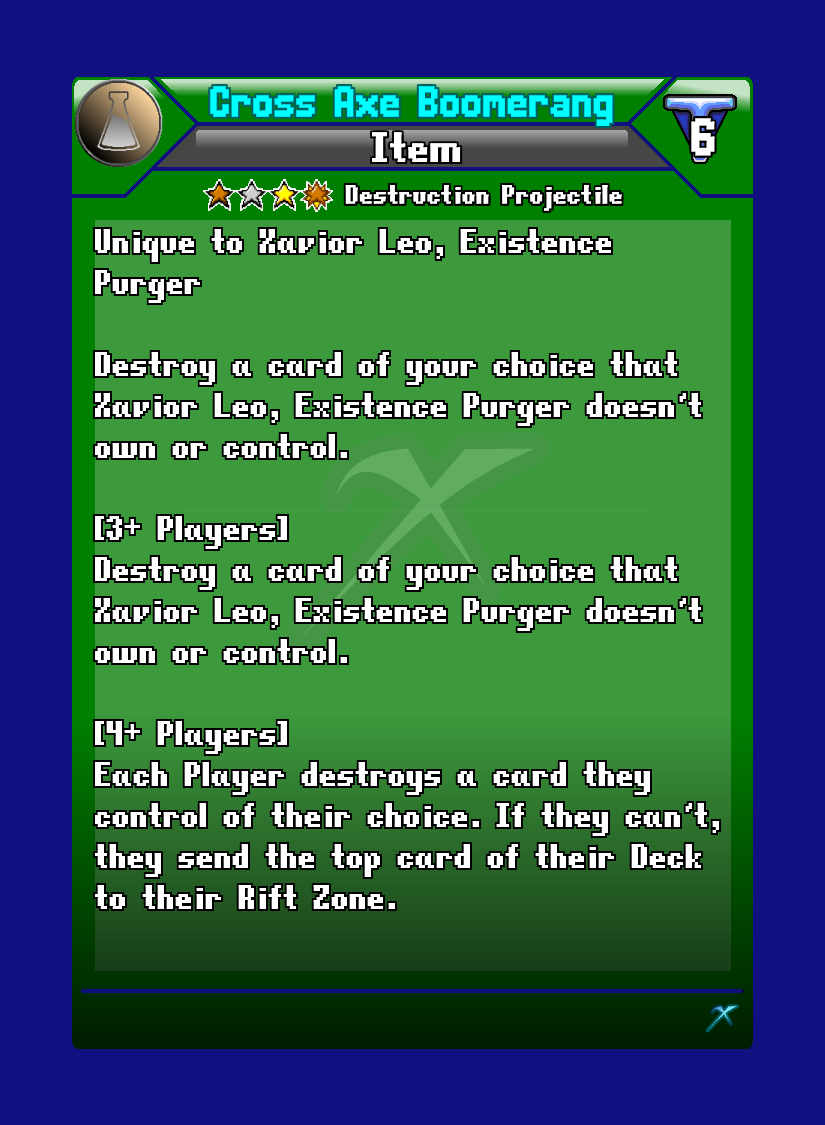 Cross Axe Boomerang
6
Item
Destruction Projectile
Unique to Xavior Leo, Existence
Purger
Destroy a card of your choice that
Xavior Leo, Existence Purger doesn't
own or control.
[3+ Players]
Destroy a card of your choice that
Xavior Leo, Existence Purger doesn't
own or control.
[4+ Players]
Each Player destroys a card they
control of their choice. If they can't,
they send the top card of their Deck
to their Rift Zone.